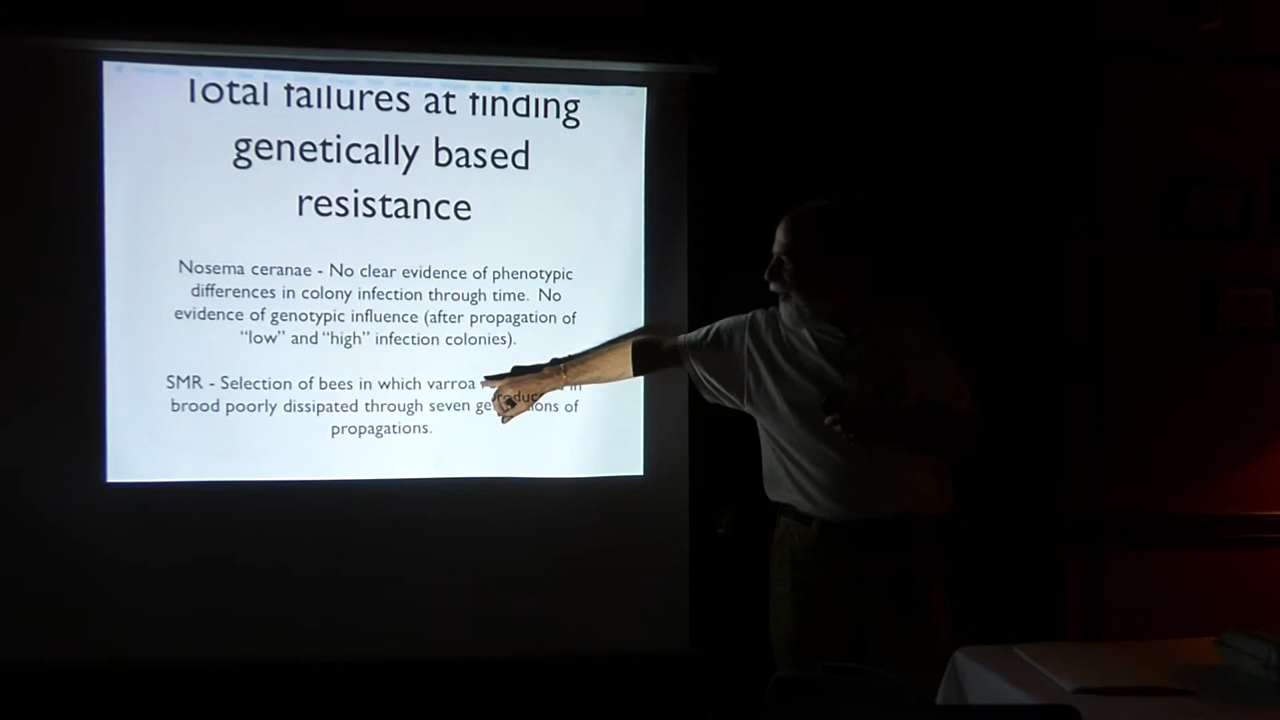 Total failures at finding
genetically based
resistance
Nosema ceranae - No clear evidence of phenotypic
differences in colony infection through time. No
evidence of genotypic influence (after propagation of
“low” and “high” infection colonies).
SMR - Selection of bees in which varroa in
brood poorly dissipated through seven of
propagations.